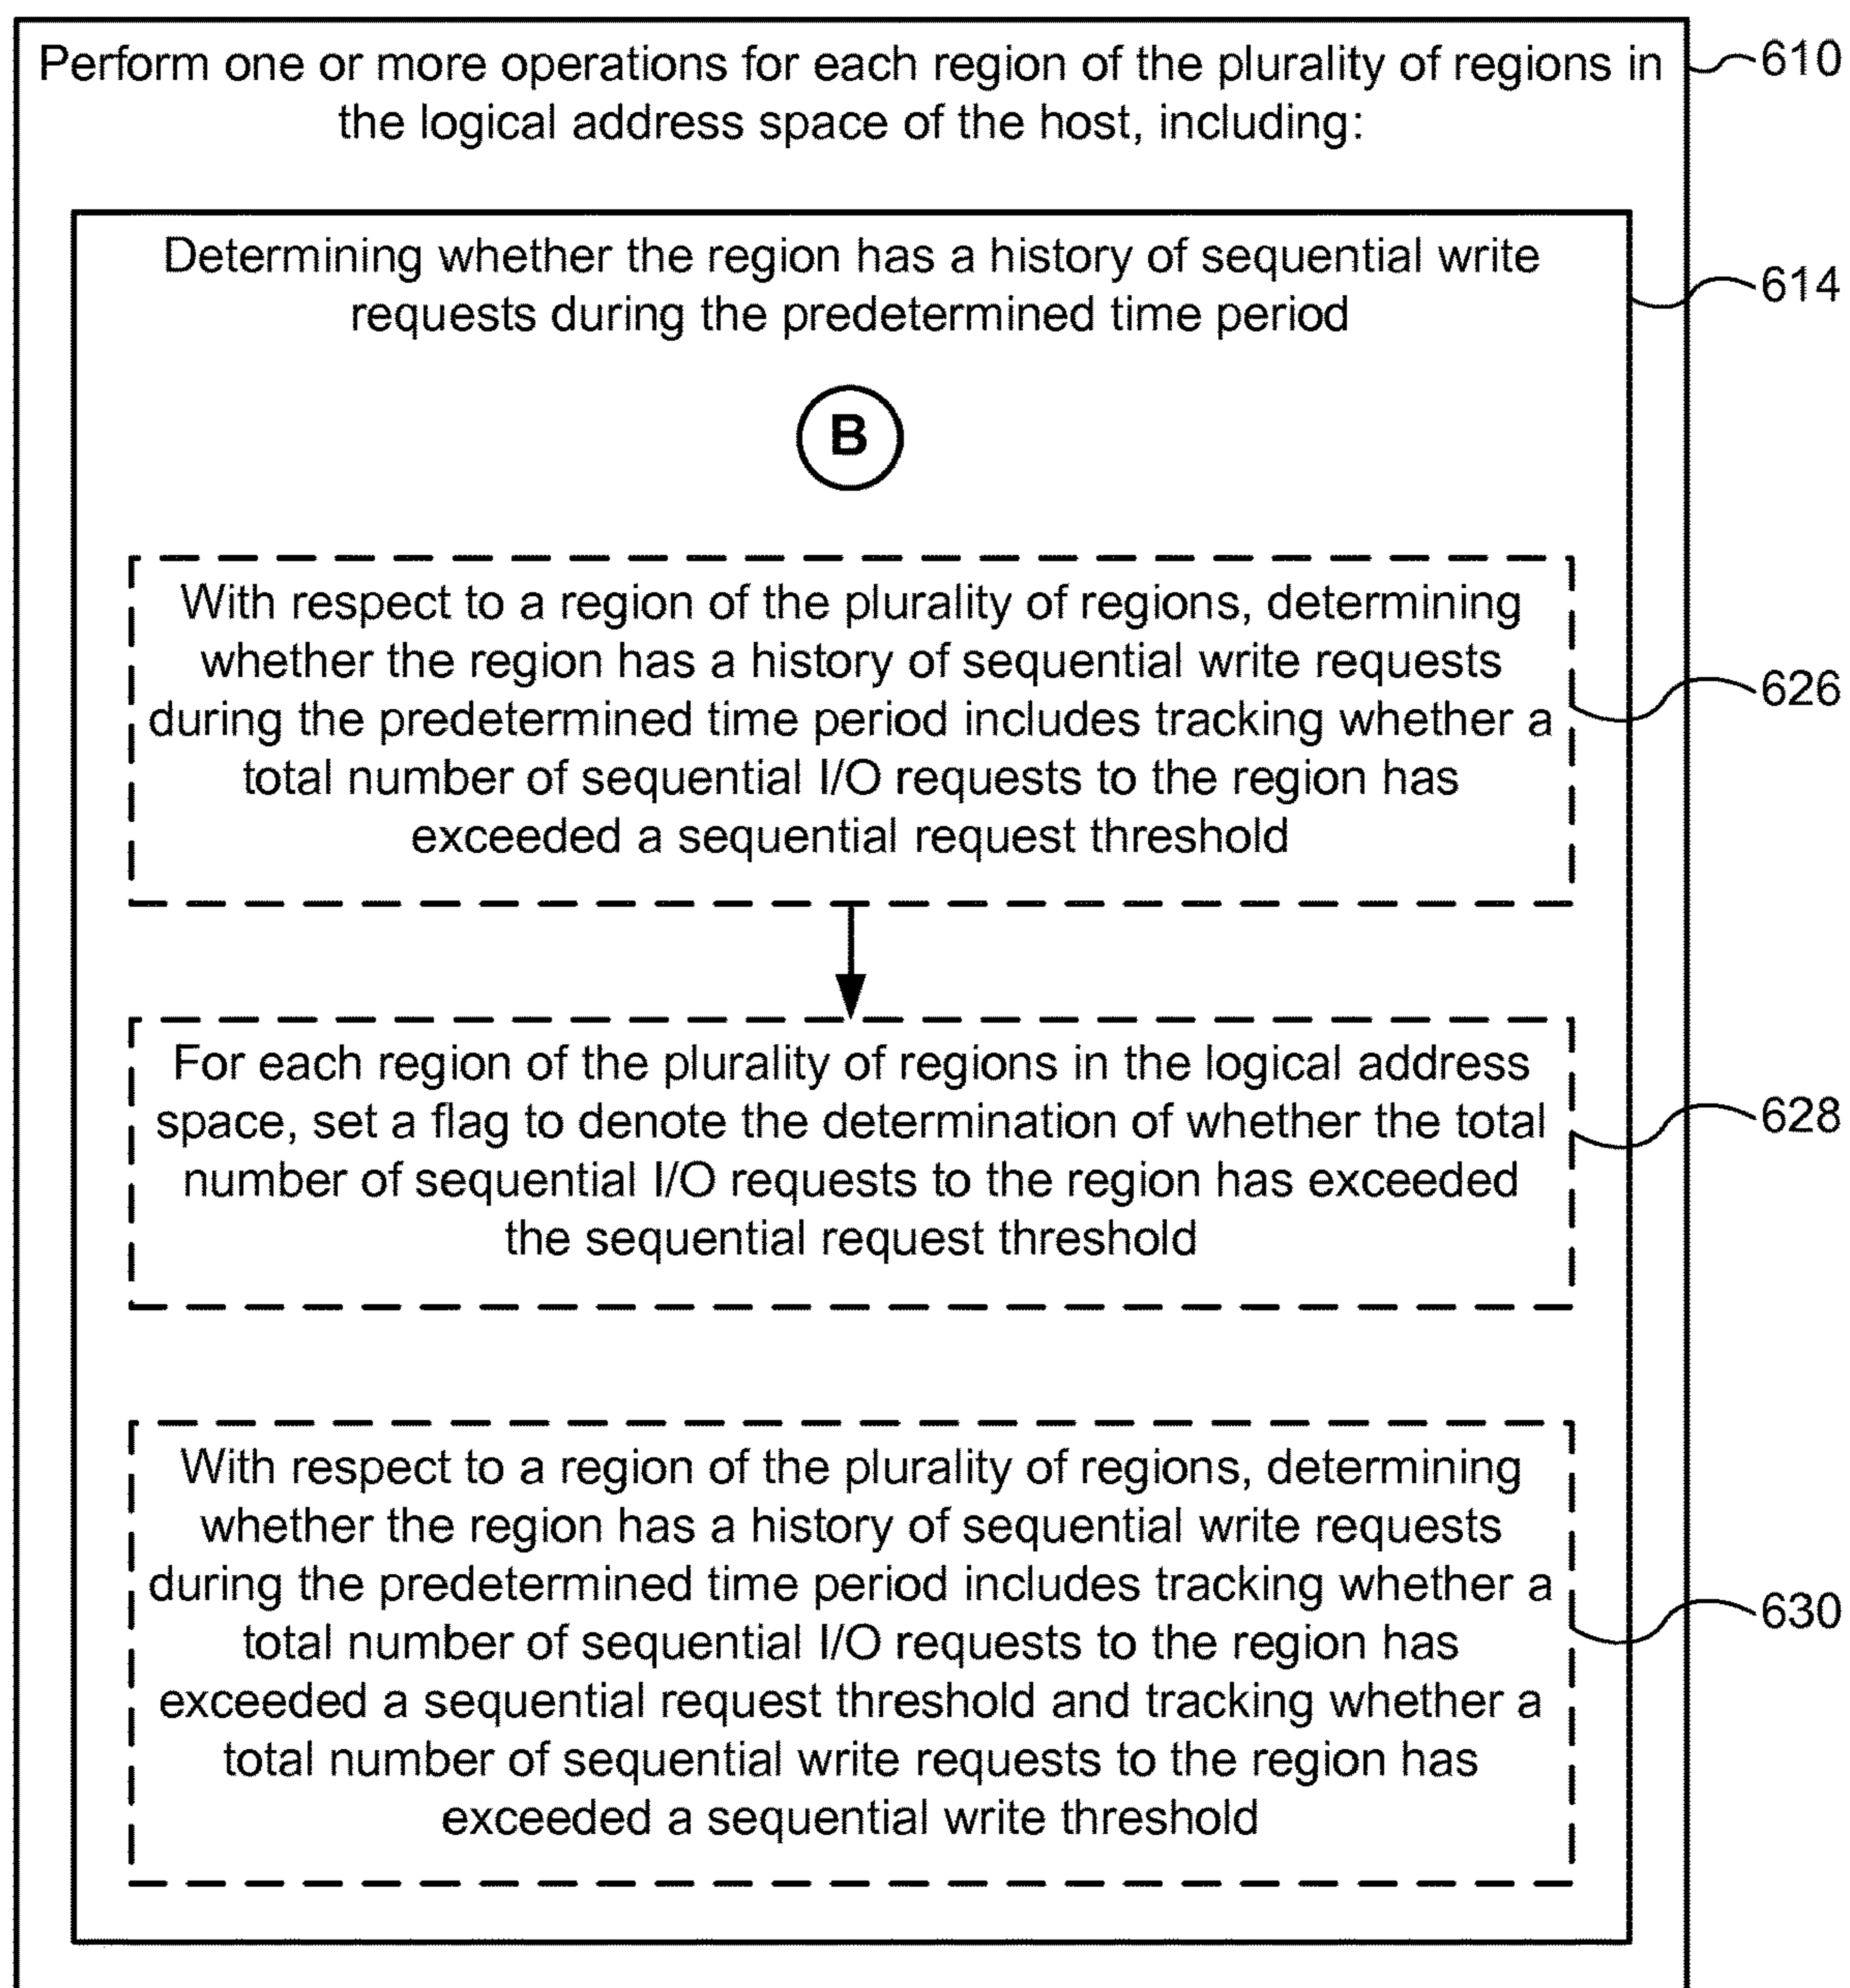 Perform one or more operations for each region of the plurality of regions in
the logical address space of the host, including:
610
Determining whether the region has a history of sequential write
requests during the predetermined time period
614
B
With respect to a region of the plurality of regions, determining
whether the region has a history of sequential write requests
during the predetermined time period includes tracking whether a
total number of sequential I/O requests to the region has
exceeded a sequential request threshold
626
For each region of the plurality of regions in the logical address
space, set a flag to denote the determination of whether the total
number of sequential I/O requests to the region has exceeded
the sequential request threshold
628
With respect to a region of the plurality of regions, determining
whether the region has a history of sequential write requests
during the predetermined time period includes tracking whether a
total number of sequential I/O requests to the region has
exceeded a sequential request threshold and tracking whether a
total number of sequential write requests to the region has
exceeded a sequential write threshold
630